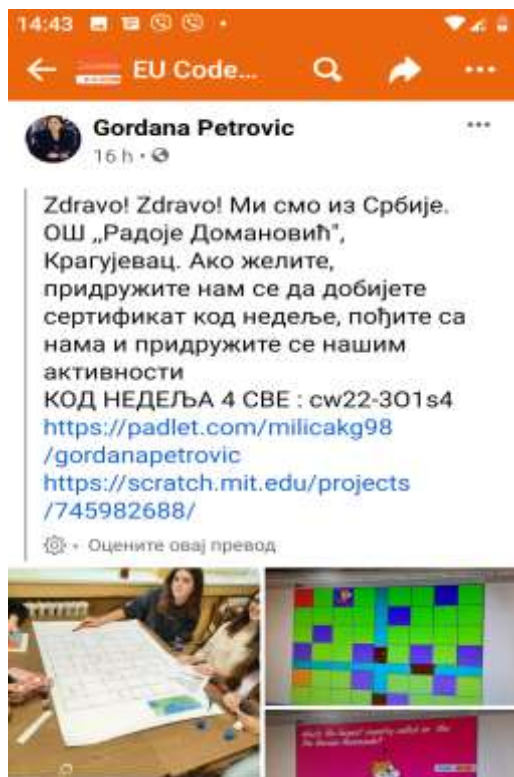 14:43
EU Code...
Gordana Petrovic
16 h
Zdravo! Zdravo! Ми смо из Србије.
ОШ „Радоје Домановић",
Крагујевац. Ако желите,
придружите нам се да добијете
сертификат код недеље, пођите са
нама и придружите се нашим
активности
КОД НЕДЕЉА 4 СВЕ : cw22-3O1s4
https://padlet.com/milicakg98
/gordanapetrovic
https://scratch.mit.edu/projects
/745982688/
Оцените овај превод